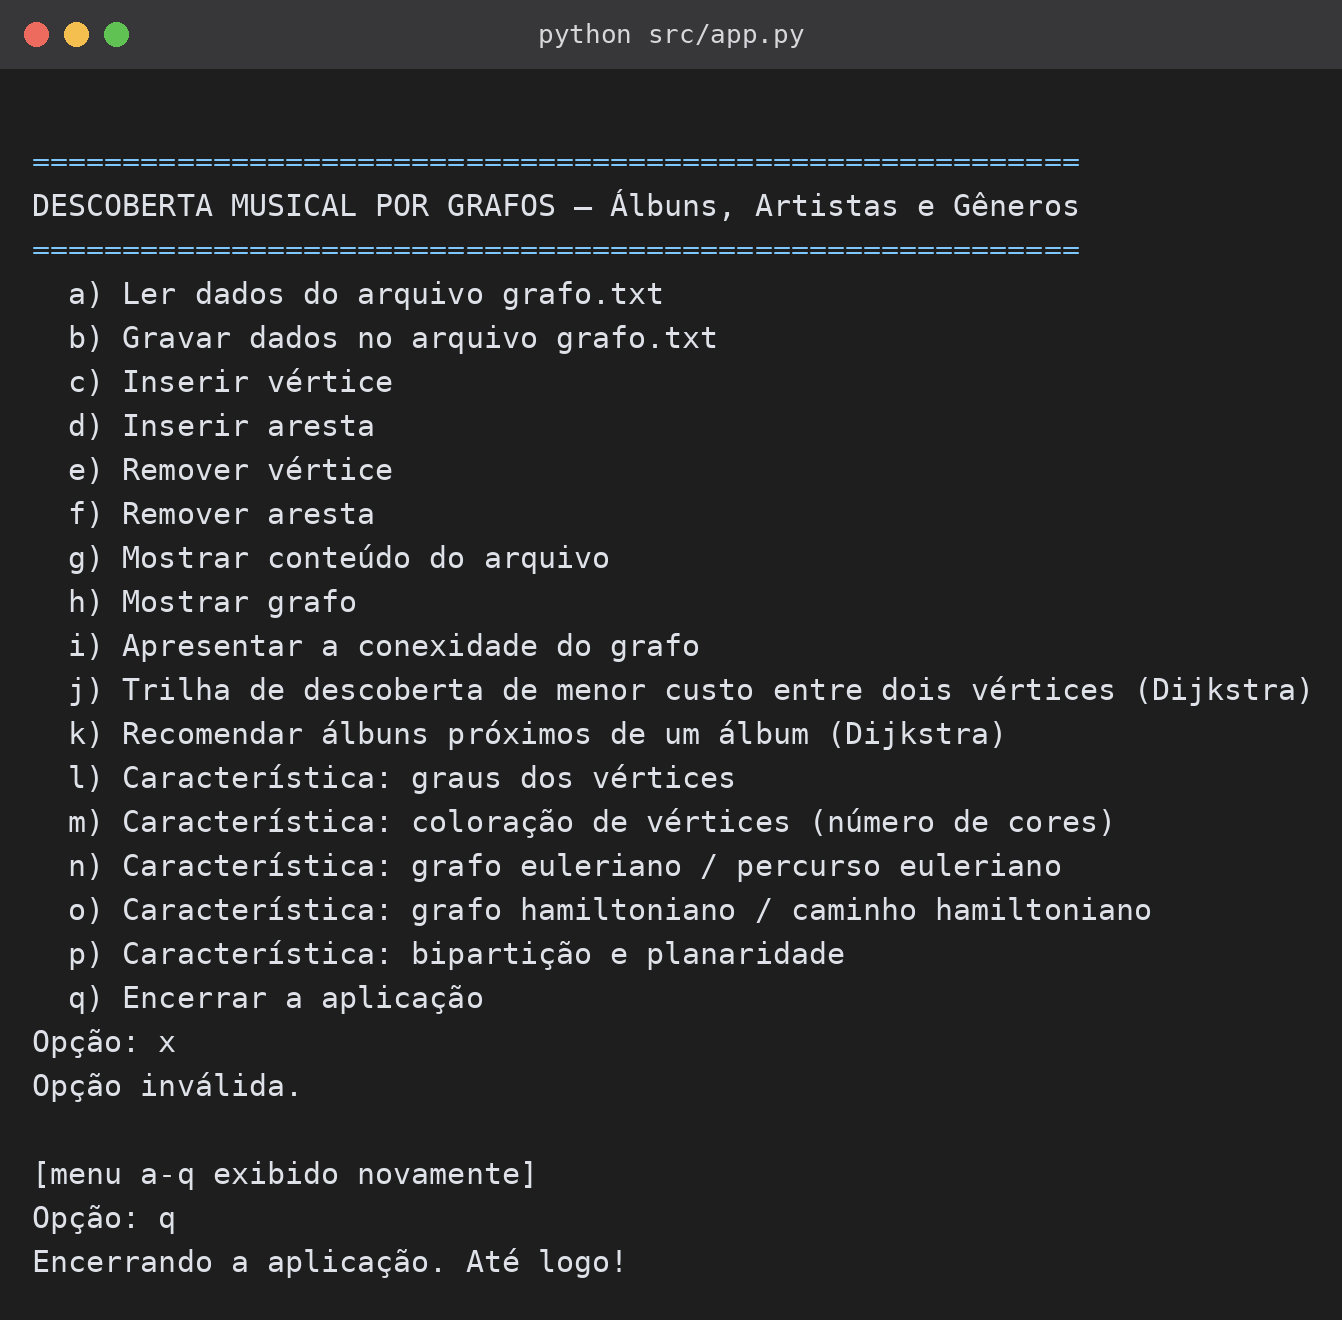 python src/app.py
==========================================================
DESCOBERTA MUSICAL POR GRAFOS — Álbuns, Artistas e Gêneros
==========================================================
  a) Ler dados do arquivo grafo.txt
  b) Gravar dados no arquivo grafo.txt
  c) Inserir vértice
  d) Inserir aresta
  e) Remover vértice
  f) Remover aresta
  g) Mostrar conteúdo do arquivo
  h) Mostrar grafo
  i) Apresentar a conexidade do grafo
  j) Trilha de descoberta de menor custo entre dois vértices (Dijkstra)
  k) Recomendar álbuns próximos de um álbum (Dijkstra)
  l) Característica: graus dos vértices
  m) Característica: coloração de vértices (número de cores)
  n) Característica: grafo euleriano / percurso euleriano
  o) Característica: grafo hamiltoniano / caminho hamiltoniano
  p) Característica: bipartição e planaridade
  q) Encerrar a aplicação
Opção: x
Opção inválida.
[menu a-q exibido novamente]
Opção: q
Encerrando a aplicação. Até logo!